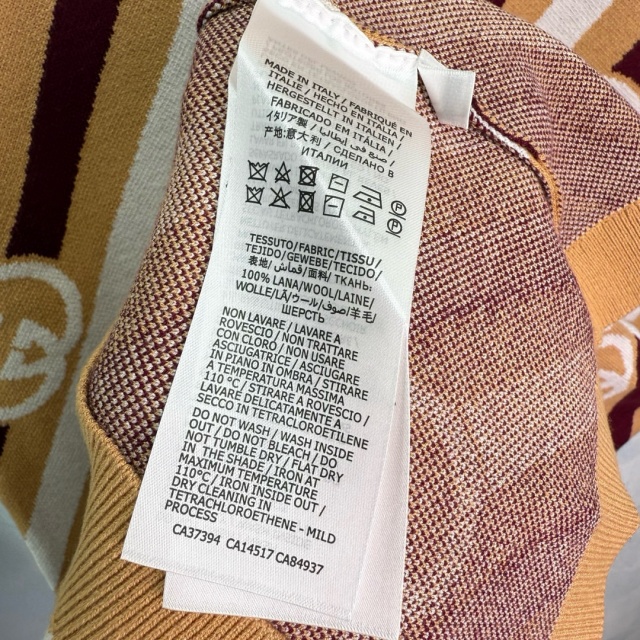 MADE IN ITALY / FABRIQUÉ EN
ITALIE / HECHO EN ITALIA /
HERGESTELLT IN ITALIEN /
FABRICADO EM ITÁLIA /
イタリア製 / صنع في إيطاليا /
产地:意大利 / СДЕЛАНО В
ИТАЛИИ
P
P
TESSUTO/FABRIC/TISSU/
TEJIDO/GEWEBE/TECIDO/
表地/قماش/面料/ ТКАНЬ:
100% LANA/WOOL/LAINE/
WOLLE/LÃ/ウール/صوف/羊毛/
ШЕРСТЬ
NON LAVARE / LAVARE A
ROVESCIO / NON TRATTARE
CON CLORO / NON USARE
ASCIUGATRICE / ASCIUGARE
IN PIANO IN OMBRA / STIRARE
A TEMPERATURA MASSIMA
110 °C / STIRARE A ROVESCIO /
LAVARE DELICATAMENTE A
SECCO IN TETRACLOROETILENE
DO NOT WASH / WASH INSIDE
OUT / DO NOT BLEACH / DO
NOT TUMBLE DRY / FLAT DRY
IN THE SHADE / IRON AT
MAXIMUM TEMPERATURE
110°C / IRON INSIDE OUT /
DRY CLEANING IN
TETRACHLOROETHENE - MILD
PROCESS
CA37394 CA14517 CA84937